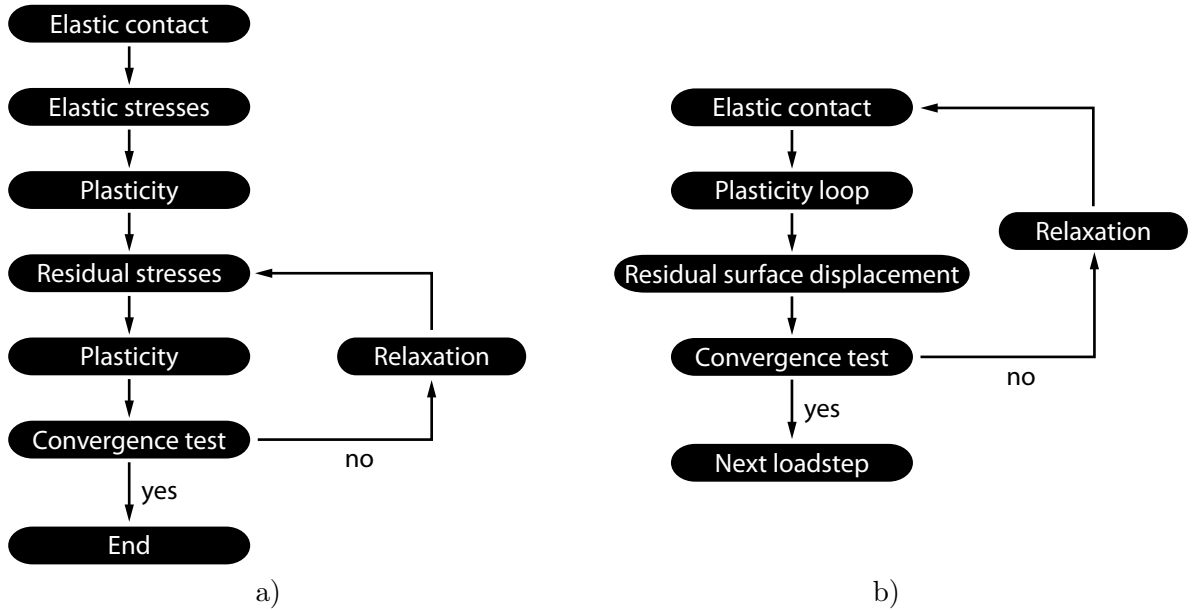 Elastic contact
Elastic stresses
Plasticity
Residual stresses
Plasticity
Relaxation
Convergence test
no
yes
End
a)
Elastic contact
Plasticity loop
Relaxation
Residual surface displacement
Convergence test
no
yes
Next loadstep
b)